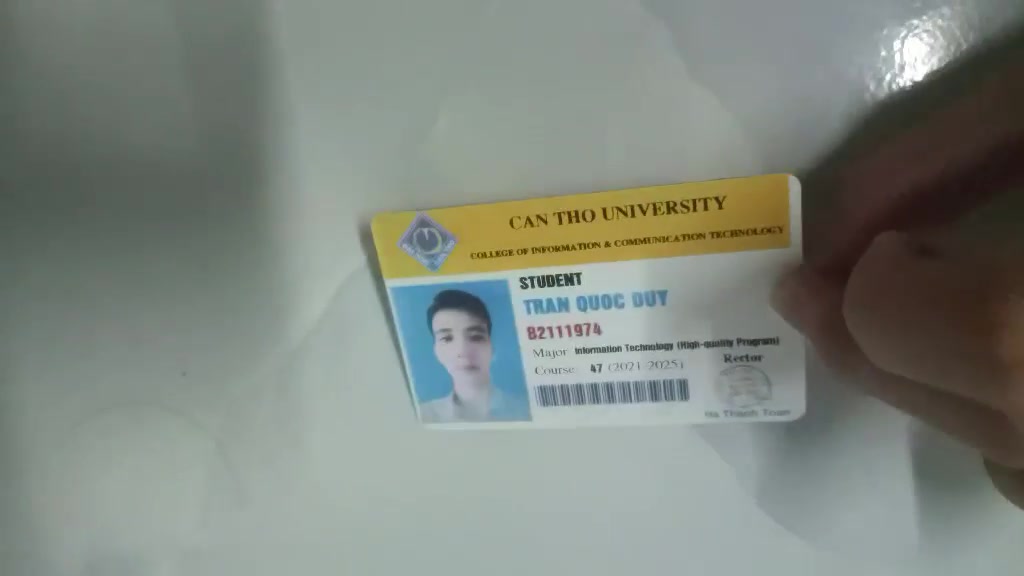 CAN THO UNIVERSITY
COLLEGE OF INFORMATION & COMMUNICATION TECHNOLOGY
STUDENT
TRAN QUOC DUY
B2111974
Major: Information Technology (High-quality Program)
Course: 47 (2021-2025)
Rector
Ha Thanh Toan